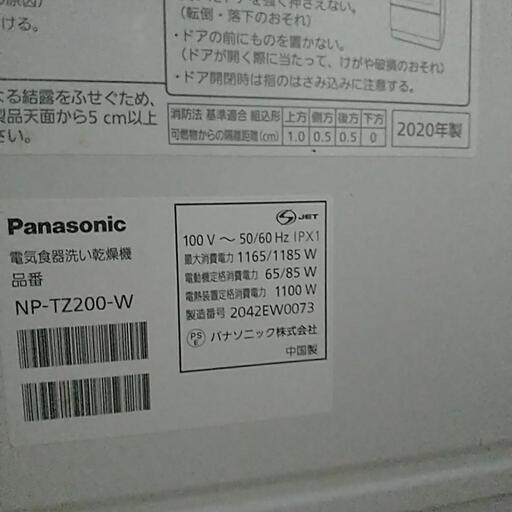 ける。
強く押さえない。
(転倒・落下のおそれ)
・ドアの前にものを置かない。
(ドアが開く際に当たって、けがや破損のおそれ)
・ドア開閉時は指のはさみ込みに注意する。
よる結露をふせぐため、
製品天面から5 cm以上
さい。
消防法 基準適合 組込形 上方 側方 後方 下方
可燃物からの隔離距離(cm) 1.0 0.5 0.5 0
2020年製
Panasonic
電気食器洗い乾燥機
品番
NP-TZ200-W
S JET
100 V ～ 50/60 Hz IPX1
最大消費電力 1165/1185 W
電動機定格消費電力 65/85 W
電熱装置定格消費電力 1100 W
製造番号 2042EW0073
PSE パナソニック株式会社
中国製